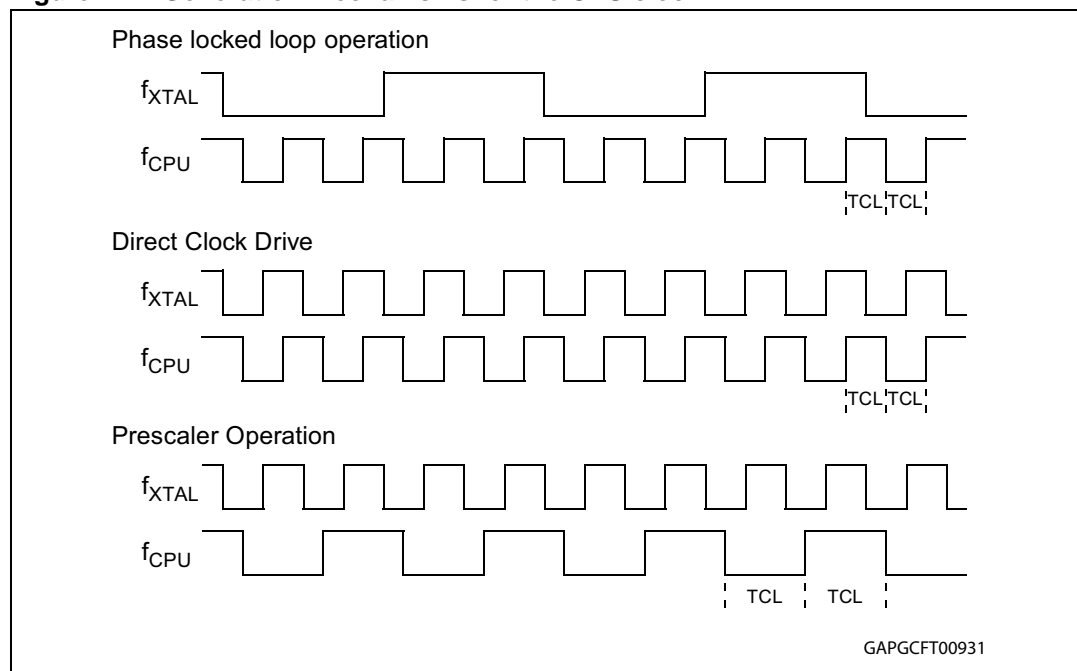 Phase locked loop operation
fXTAL
fCPU
TCL TCL
Direct Clock Drive
fXTAL
fCPU
TCL TCL
Prescaler Operation
fXTAL
fCPU
TCL TCL
GAPGCFT00931